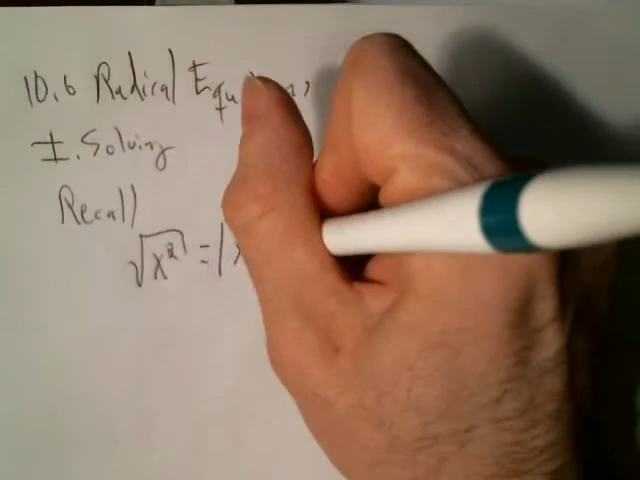 10.6 Radical Equ
I. Solving
Recall
√x² = |x